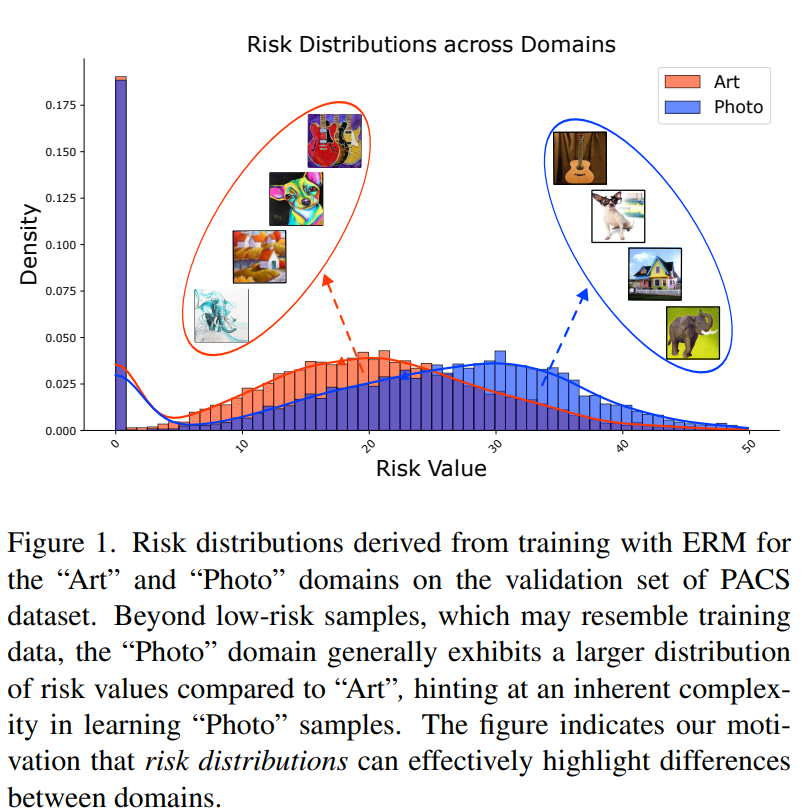 Risk Distributions across Domains
Art
Photo
0.175
0.150
0.125
0.100
0.075
0.050
0.025
0.000
Density
0
10
20
30
40
50
Risk Value
Figure 1. Risk distributions derived from training with ERM for
the “Art” and “Photo” domains on the validation set of PACS
dataset. Beyond low-risk samples, which may resemble training
data, the “Photo” domain generally exhibits a larger distribution
of risk values compared to “Art”, hinting at an inherent complex-
ity in learning “Photo” samples. The figure indicates our moti-
vation that risk distributions can effectively highlight differences
between domains.